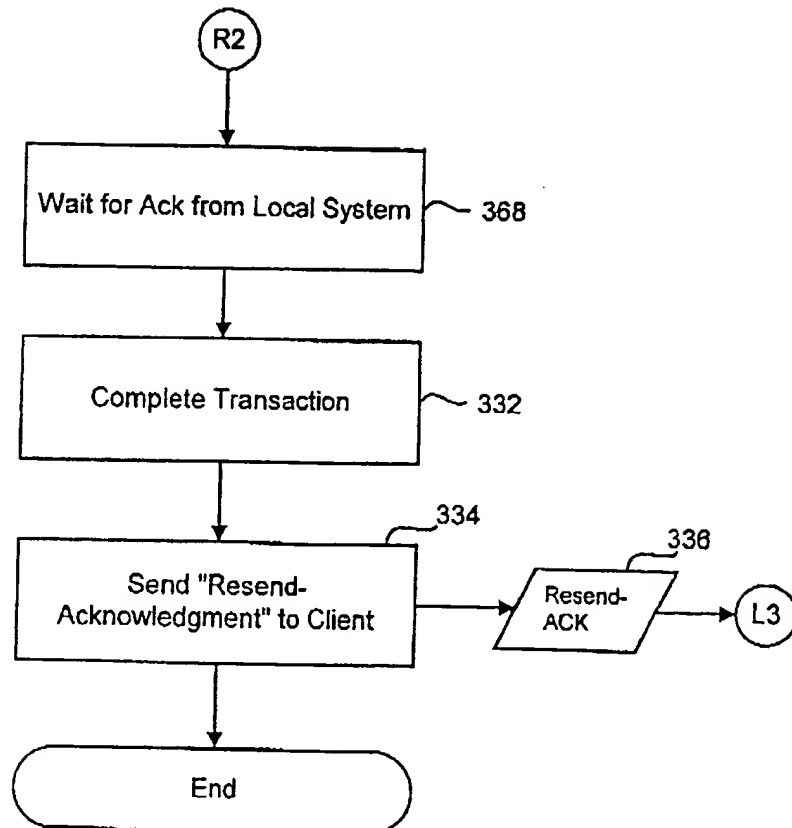 R2
Wait for Ack from Local System
368
Complete Transaction
332
334
336
Send "Resend-
Acknowledgment" to Client
Resend-
ACK
L3
End